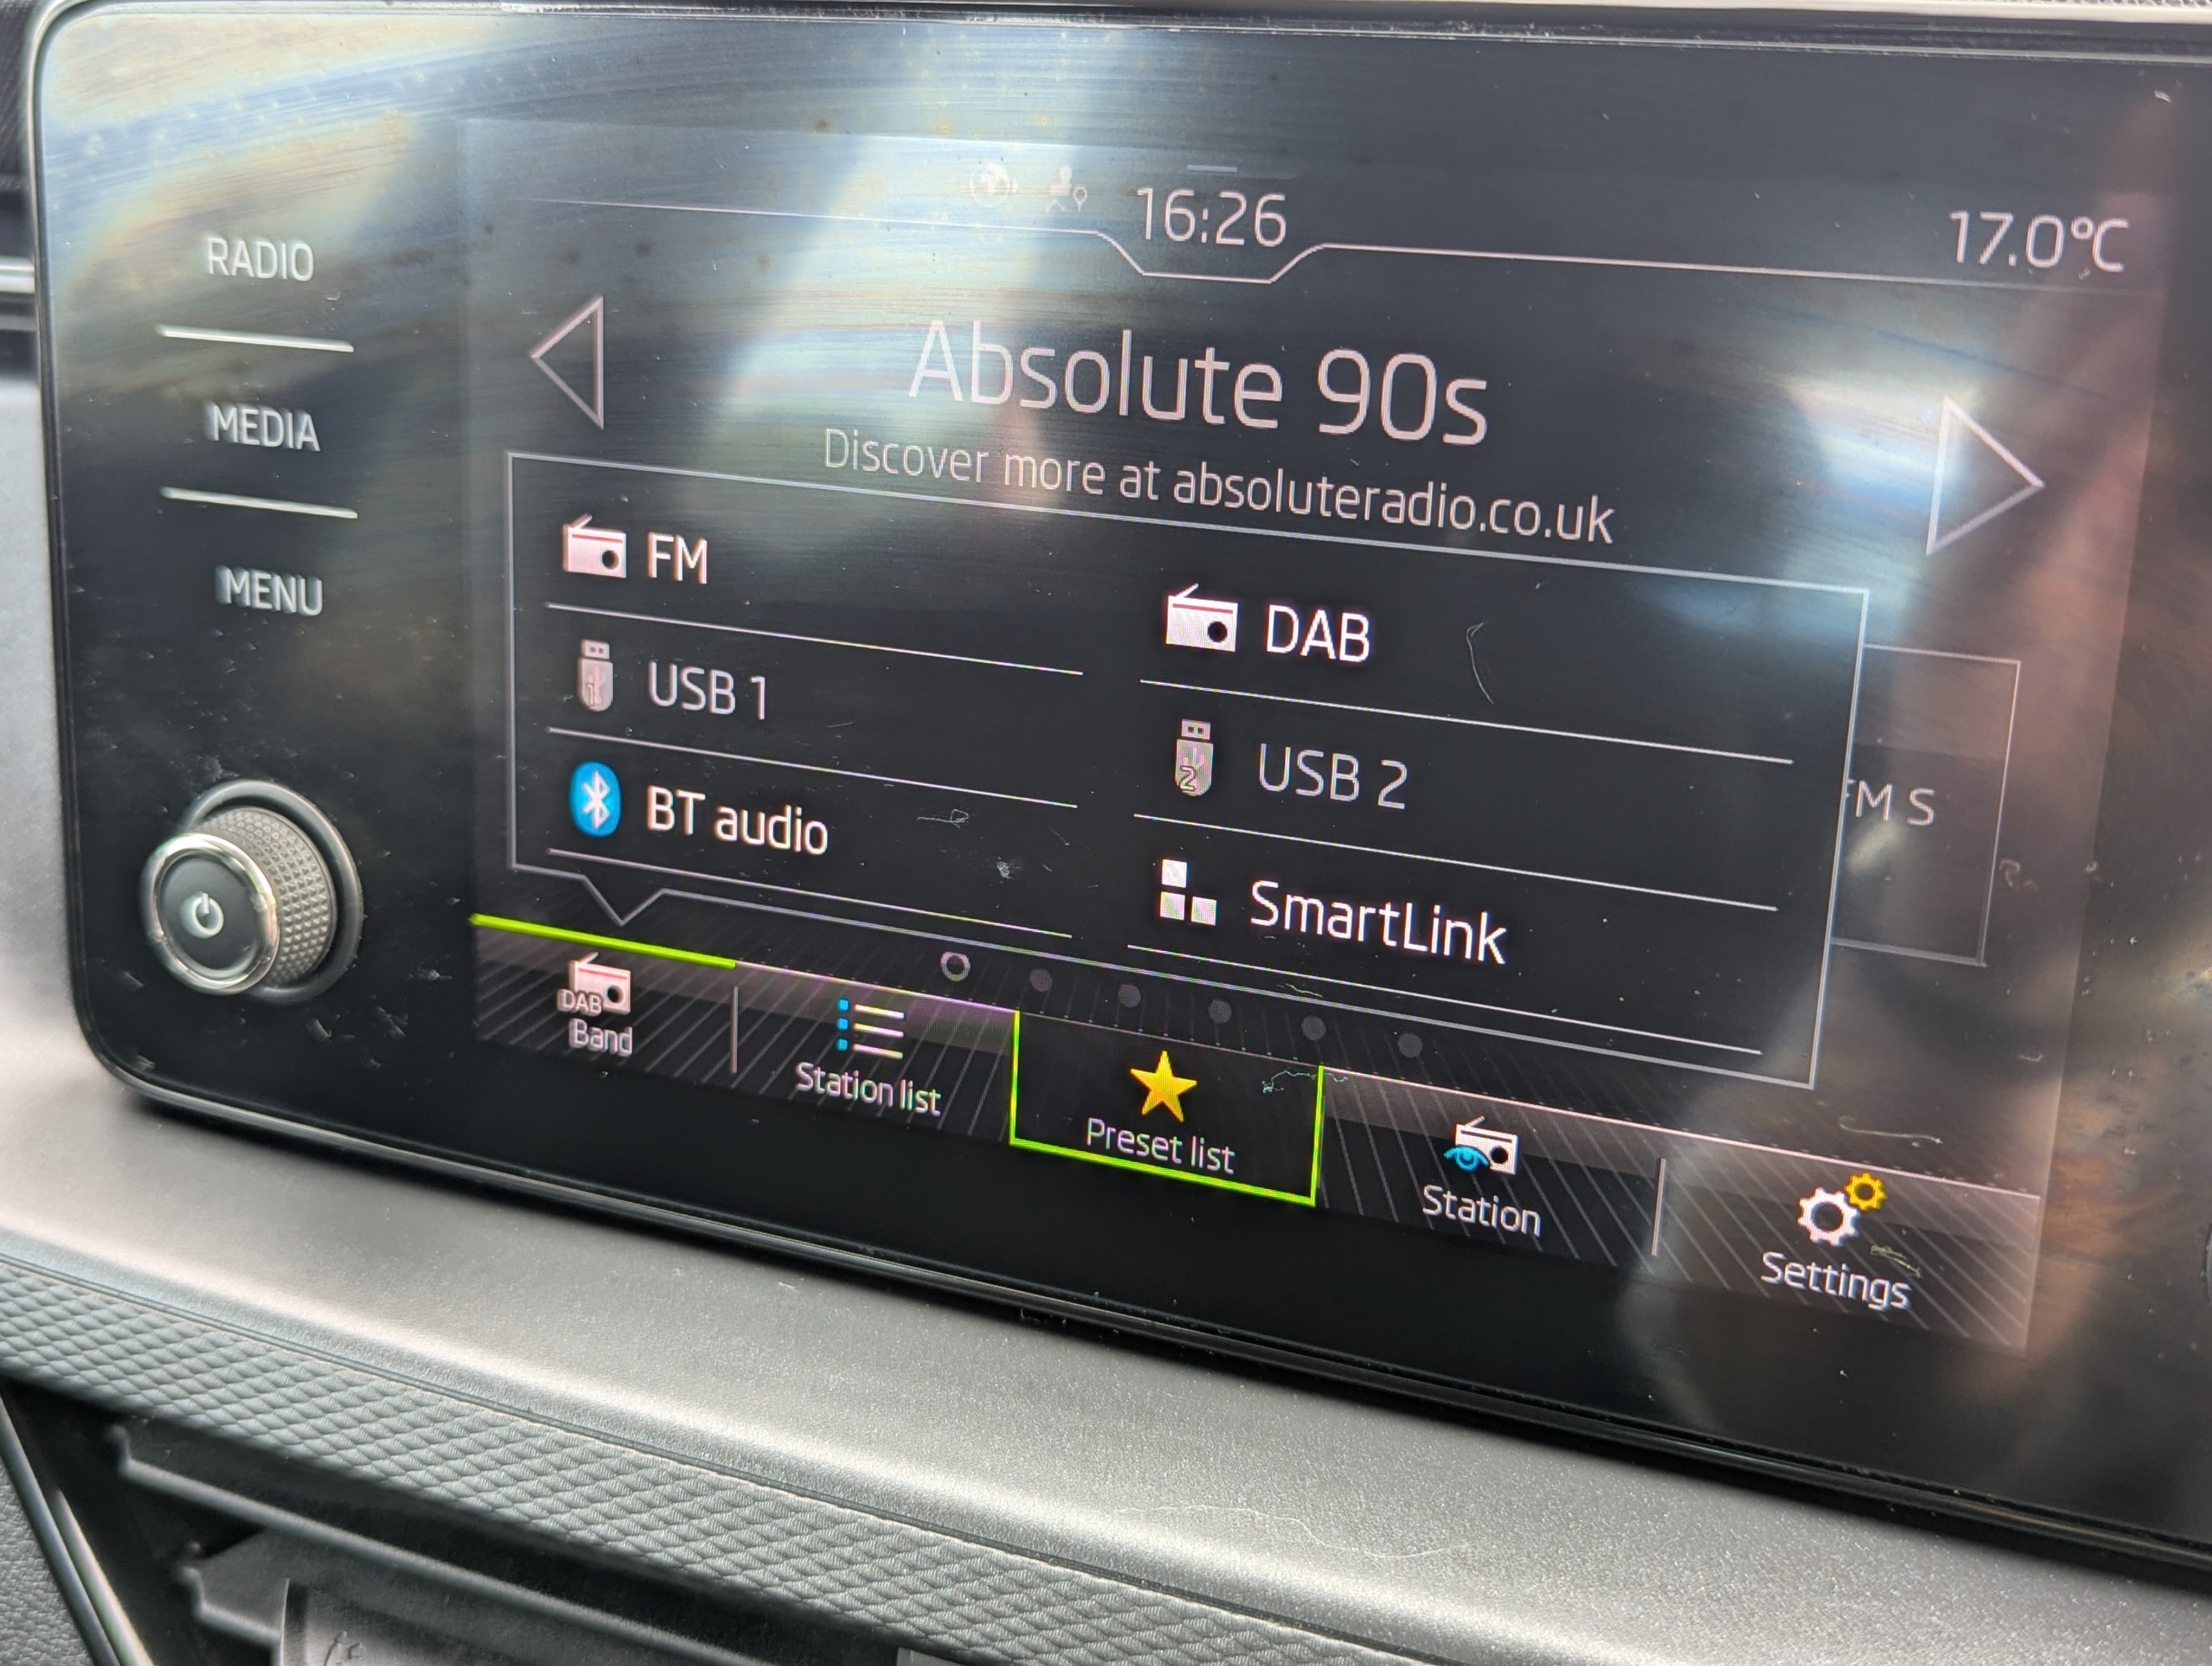 16:26
17.0°C
RADIO
MEDIA
MENU
Absolute 90s
Discover more at absoluteradio.co.uk
FM
DAB
USB 1
USB 2
BT audio
SmartLink
FM S
DAB
Band
Station list
Preset list
Station
Settings